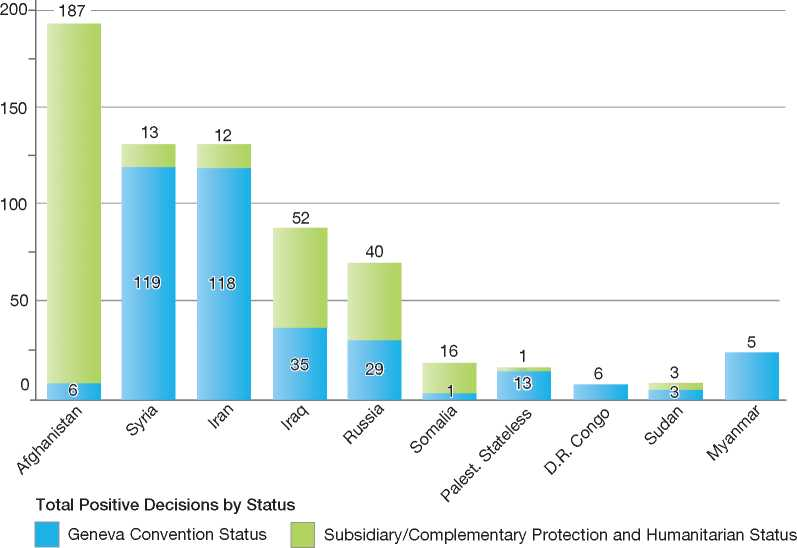 200
187
150
13
12
100
52
40
119
118
50
35
29
16
1
6
3
5
0
6
1
13
3
Afghanistan
Syria
Iran
Iraq
Russia
Somalia
Palest. Stateless
D.R. Congo
Sudan
Myanmar
Total Positive Decisions by Status
Geneva Convention Status
Subsidiary/Complementary Protection and Humanitarian Status